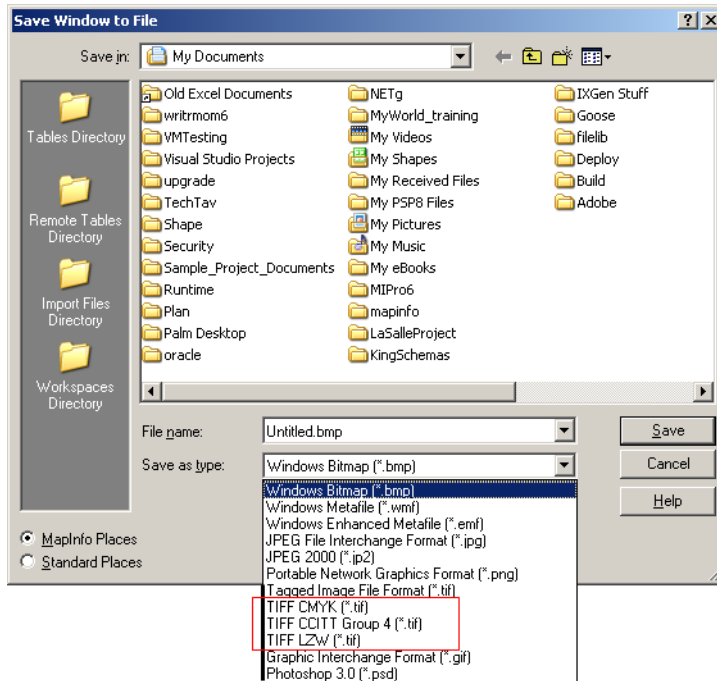 Save Window to File
Save in:
My Documents
Tables Directory
Remote Tables
Directory
Import Files
Directory
Workspaces
Directory
Old Excel Documents
writrmom6
VMTesting
Visual Studio Projects
upgrade
TechTav
Shape
Security
Sample_Project_Documents
Runtime
Plan
Palm Desktop
oracle
NETg
MyWorld_training
My Videos
My Shapes
My Received Files
My PSP8 Files
My Pictures
My Music
My eBooks
MIPro6
mapinfo
LaSalleProject
KingSchemas
IXGen Stuff
Goose
filelib
Deploy
Build
Adobe
File name:
Untitled.bmp
Save
Save as type:
Windows Bitmap (*.bmp)
Cancel
Help
Windows Bitmap (*.bmp)
Windows Metafile (*.wmf)
Windows Enhanced Metafile (*.emf)
JPEG File Interchange Format (*.jpg)
JPEG 2000 (*.jp2)
Portable Network Graphics Format (*.png)
Tagged Image File Format (*.tif)
TIFF CMYK (*.tif)
TIFF CCITT Group 4 (*.tif)
TIFF LZW (*.tif)
Graphic Interchange Format (*.gif)
Photoshop 3.0 (*.psd)
MapInfo Places
Standard Places